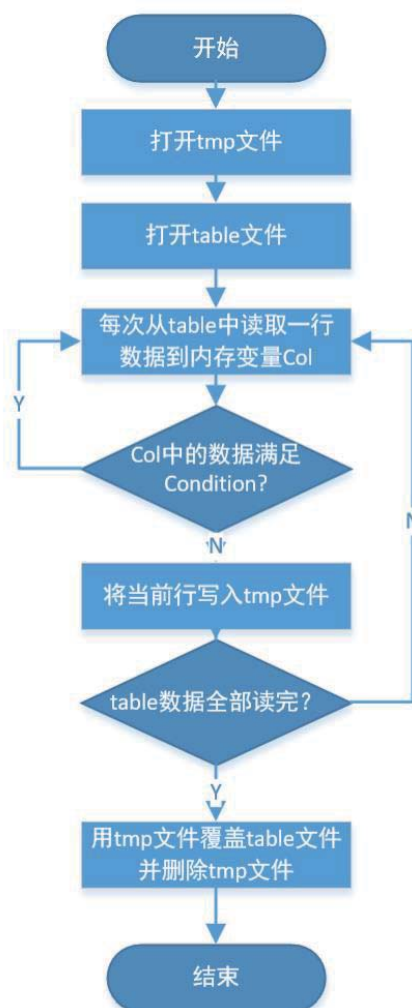 开始
打开tmp文件
打开table文件
每次从table中读取一行
数据到内存变量Col
Y
Col中的数据满足
Condition?
N
N
将当前行写入tmp文件
table数据全部读完?
Y
用tmp文件覆盖table文件
并删除tmp文件
结束